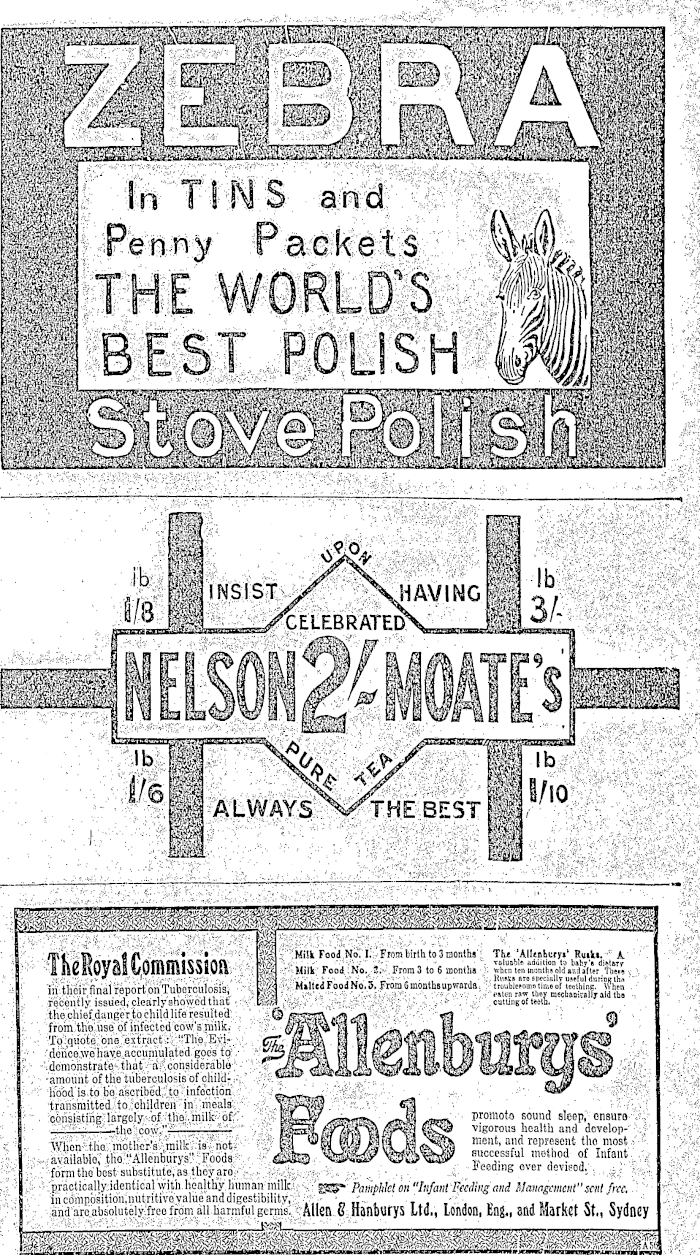 ZEBRA
In TINS and
Penny Packets
THE WORLD'S
BEST POLISH
Stove Polish
INSIST UPON HAVING
lb 1/8
lb 3/-
CELEBRATED
NELSON 2/- MOATE'S
PURE TEA
lb 1/6
lb 1/10
ALWAYS THE BEST
The Royal Commission
in their final report on Tuberculosis,
recently issued, clearly showed that
the chief danger to child life resulted
from the use of infected cow's milk.
To quote one extract: "The Evi-
dence we have accumulated goes to
demonstrate that a considerable
amount of the tuberculosis of child-
hood is to be ascribed to infection
transmitted to children in meals
consisting largely of the milk of
the cow."
When the mother's milk is not
available, the "Allenburys" Foods
form the best substitute, as they are
practically identical with healthy human milk
in composition, nutritive value and digestibility,
and are absolutely free from all harmful germs.
Milk Food No. 1. From birth to 3 months
Milk Food No. 2. From 3 to 6 months
Malted Food No. 3. From 6 months upwards
The 'Allenburys' Rusks. A
valuable addition to baby's dietary
when ten months old and after These
Rusks are specially useful during the
troublesome time of teething. When
eaten raw they mechanically aid the
cutting of teeth.
The Allenburys'
Foods
promote sound sleep, ensure
vigorous health and develop-
ment, and represent the most
successful method of Infant
Feeding ever devised.
Pamphlet on "Infant Feeding and Management" sent free.
Allen & Hanburys Ltd., London, Eng., and Market St., Sydney